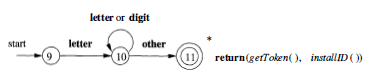 letter or digit
start letter other *
9 10 11 return(getToken( ), installID ( ))